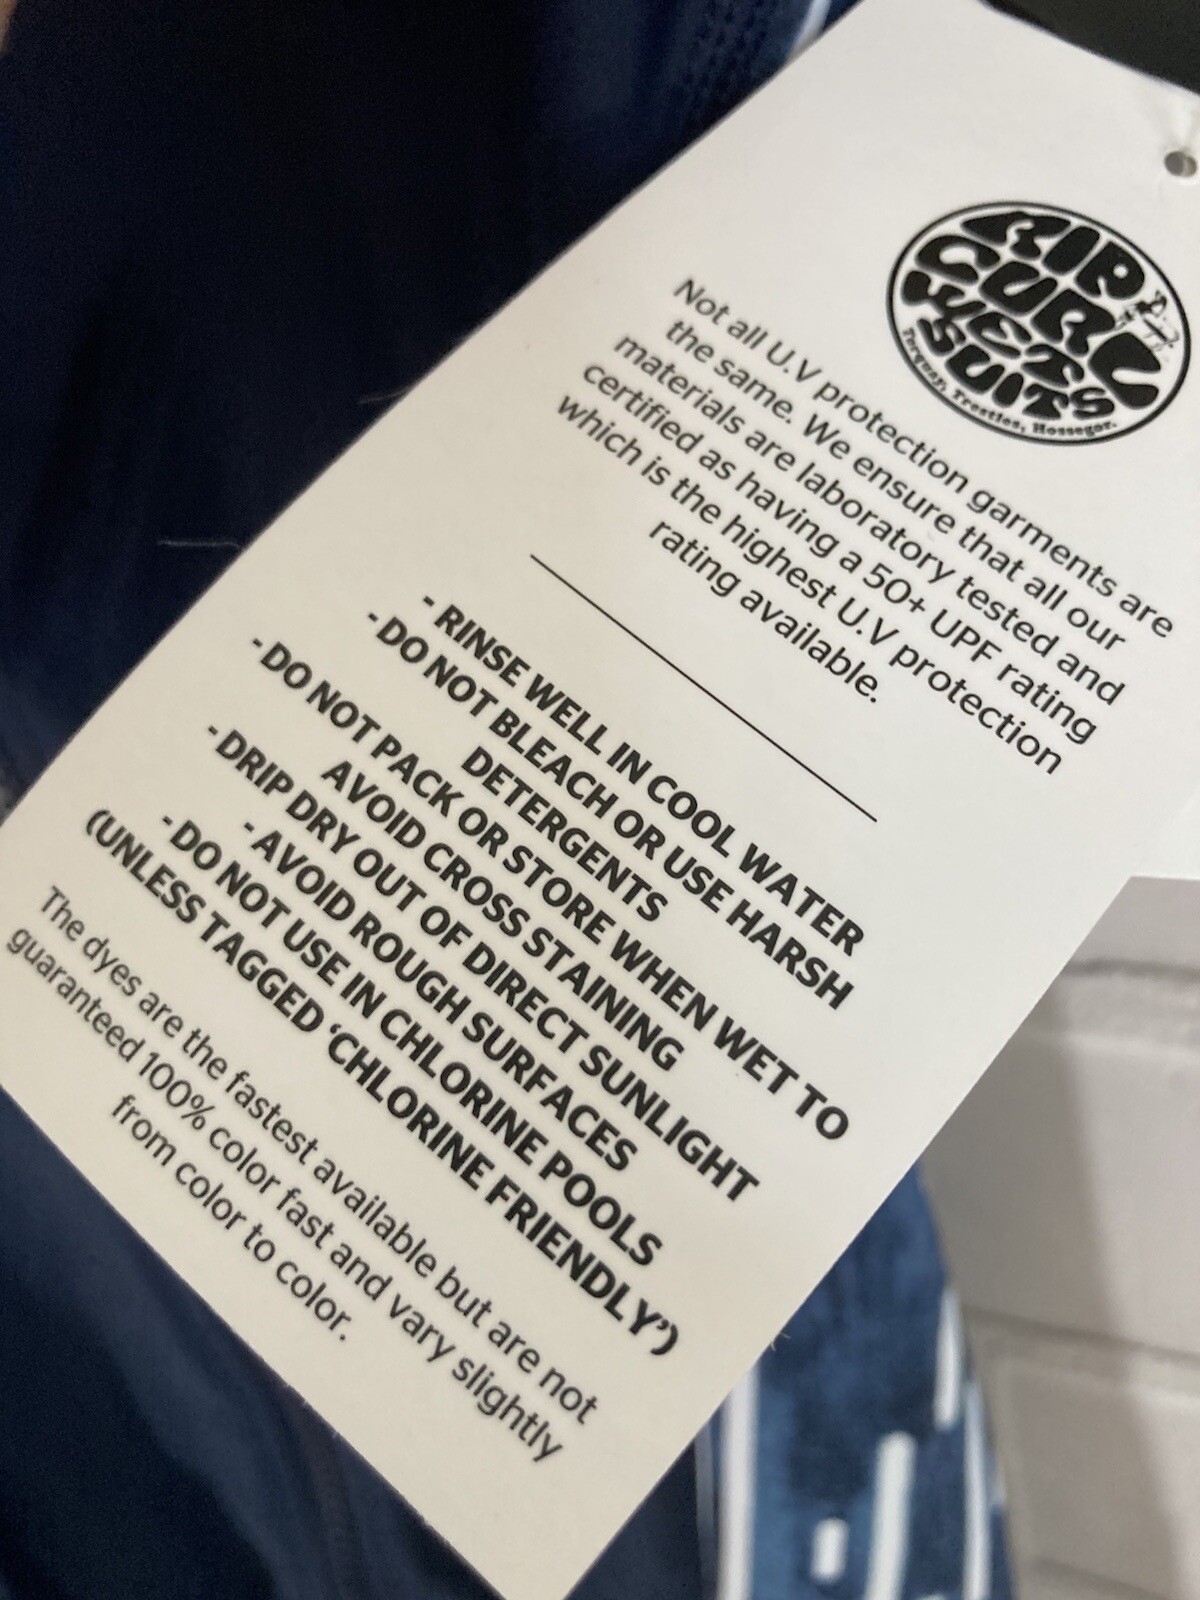 RIP
CURL
WETS
SUITS
Torquay, Trestles, Hossegor.
Not all U.V protection garments are
the same. We ensure that all our
materials are laboratory tested and
certified as having a 50+ UPF rating
which is the highest U.V protection
rating available.
- RINSE WELL IN COOL WATER
- DO NOT BLEACH OR USE HARSH
DETERGENTS
- DO NOT PACK OR STORE WHEN WET TO
AVOID CROSS STAINING
- DRIP DRY OUT OF DIRECT SUNLIGHT
- AVOID ROUGH SURFACES
- DO NOT USE IN CHLORINE POOLS
(UNLESS TAGGED ‘CHLORINE FRIENDLY’)
The dyes are the fastest available but are not
guaranteed 100% color fast and vary slightly
from color to color.